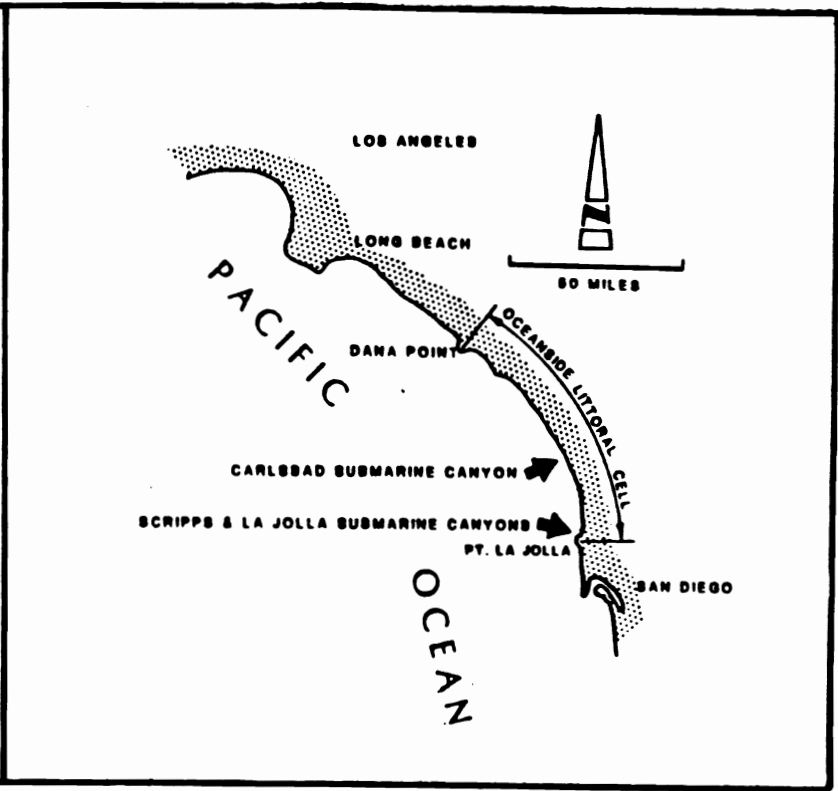 LOS ANGELES
N
LONG BEACH
50 MILES
PACIFIC
OCEANSIDE LITTORAL CELL
DANA POINT
CARLSBAD SUBMARINE CANYON
SCRIPPS & LA JOLLA SUBMARINE CANYONS
PT. LA JOLLA
OCEAN
SAN DIEGO